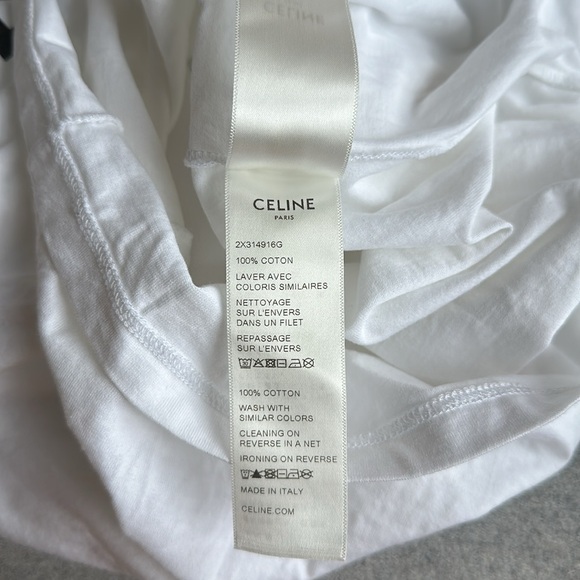 CELINE
CELINE
PARIS
2X314916G
100% COTON
LAVER AVEC
COLORIS SIMILAIRES
NETTOYAGE
SUR L'ENVERS
DANS UN FILET
REPASSAGE
SUR L'ENVERS
100% COTTON
WASH WITH
SIMILAR COLORS
CLEANING ON
REVERSE IN A NET
IRONING ON REVERSE
MADE IN ITALY
CELINE.COM